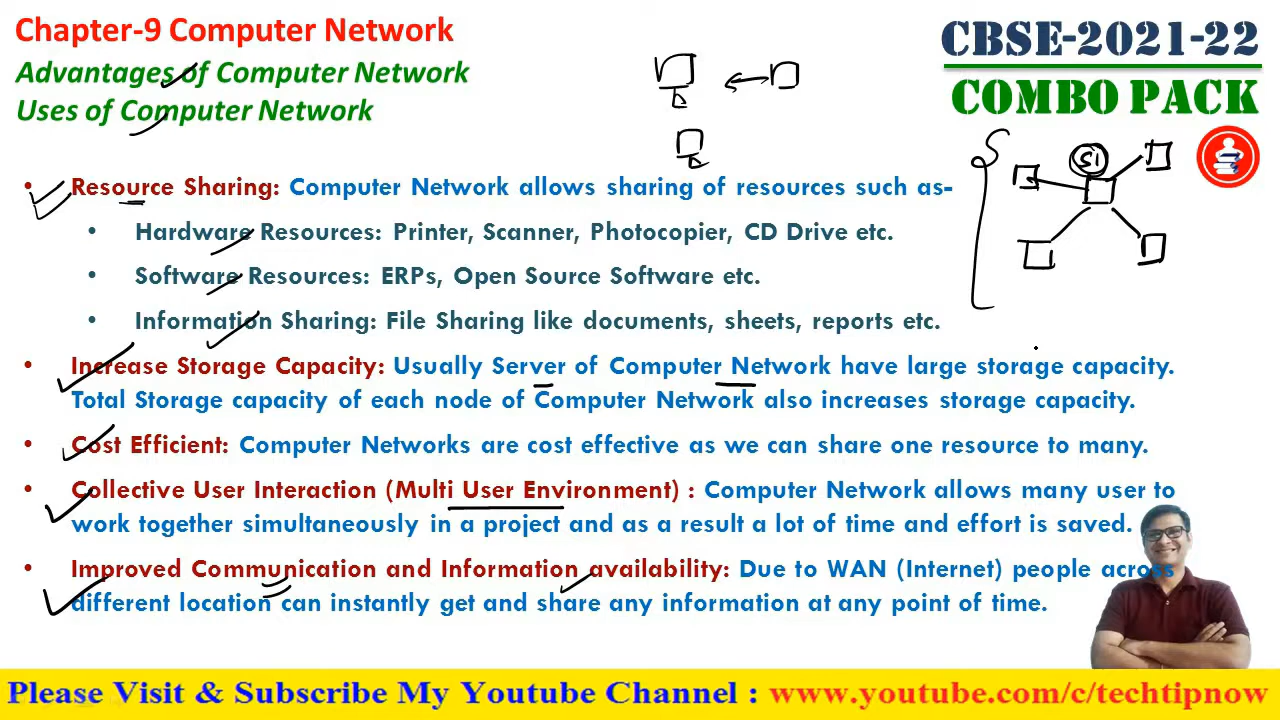 Chapter-9 Computer Network
Advantages of Computer Network
Uses of Computer Network
CBSE-2021-22
COMBO PACK
S1
• Resource Sharing: Computer Network allows sharing of resources such as-
• Hardware Resources: Printer, Scanner, Photocopier, CD Drive etc.
• Software Resources: ERPs, Open Source Software etc.
• Information Sharing: File Sharing like documents, sheets, reports etc.
• Increase Storage Capacity: Usually Server of Computer Network have large storage capacity.
Total Storage capacity of each node of Computer Network also increases storage capacity.
• Cost Efficient: Computer Networks are cost effective as we can share one resource to many.
• Collective User Interaction (Multi User Environment) : Computer Network allows many user to
work together simultaneously in a project and as a result a lot of time and effort is saved.
• Improved Communication and Information availability: Due to WAN (Internet) people across
different location can instantly get and share any information at any point of time.
Please Visit & Subscribe My Youtube Channel : www.youtube.com/c/techtipnow